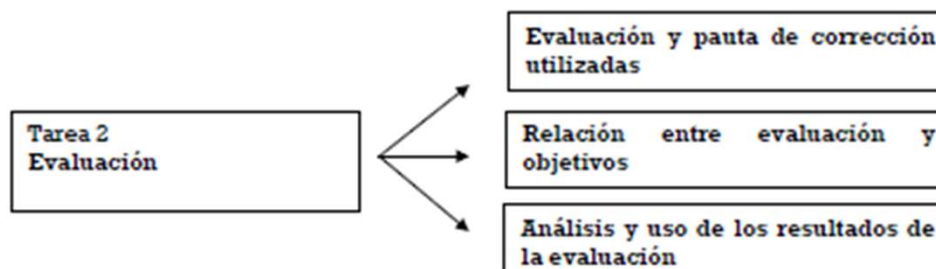 Evaluación y pauta de corrección
utilizadas
Tarea 2
Evaluación
Relación entre evaluación y
objetivos
Análisis y uso de los resultados de
la evaluación